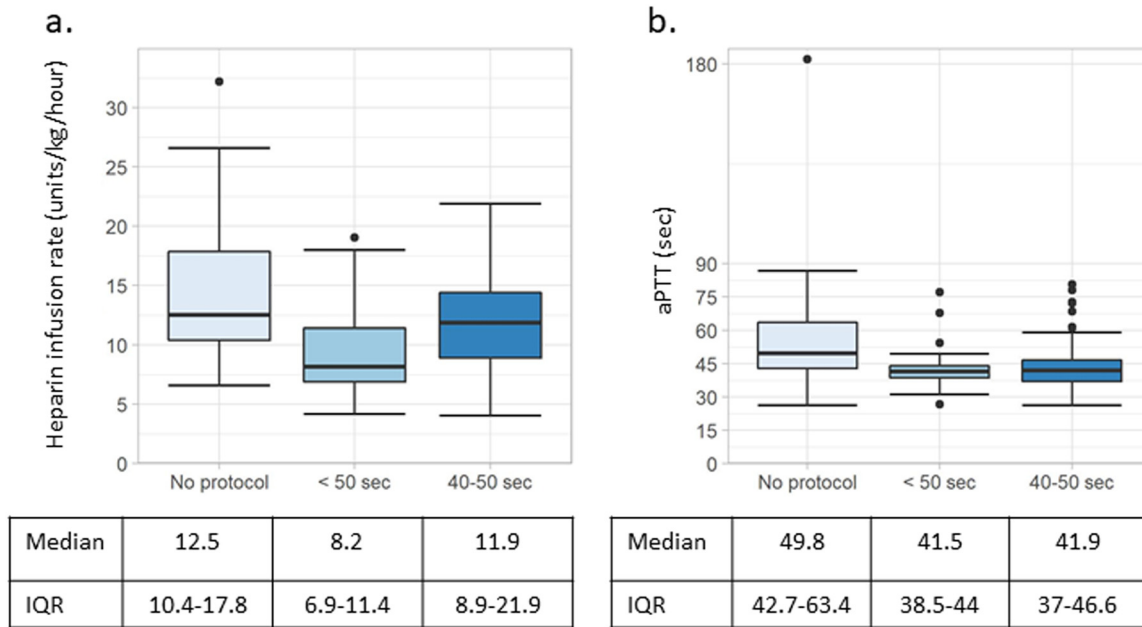 a.
Heparin infusion rate (units/kg/hour)
30
25
20
15
10
5
0
No protocol < 50 sec 40-50 sec
Median 12.5 8.2 11.9
IQR 10.4-17.8 6.9-11.4 8.9-21.9
b.
aPTT (sec)
180
90
75
60
45
30
15
0
No protocol < 50 sec 40-50 sec
Median 49.8 41.5 41.9
IQR 42.7-63.4 38.5-44 37-46.6